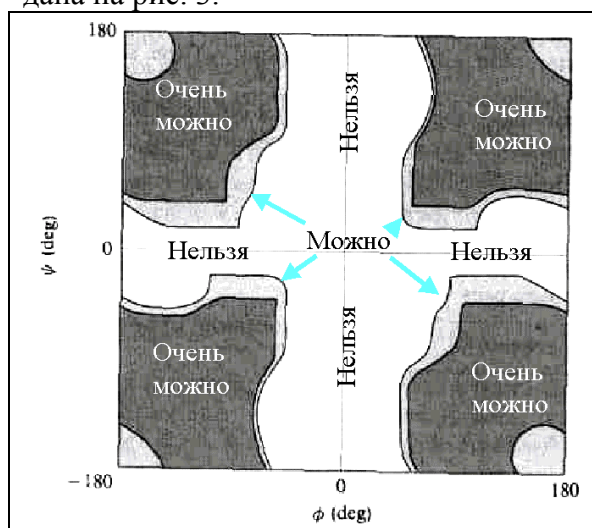 дана на рис. 3.
180
Очень
можно
Нельзя
Очень
можно
ψ (deg)
0
Нельзя
Можно
Нельзя
Очень
можно
Нельзя
Очень
можно
-180
0
180
ϕ (deg)